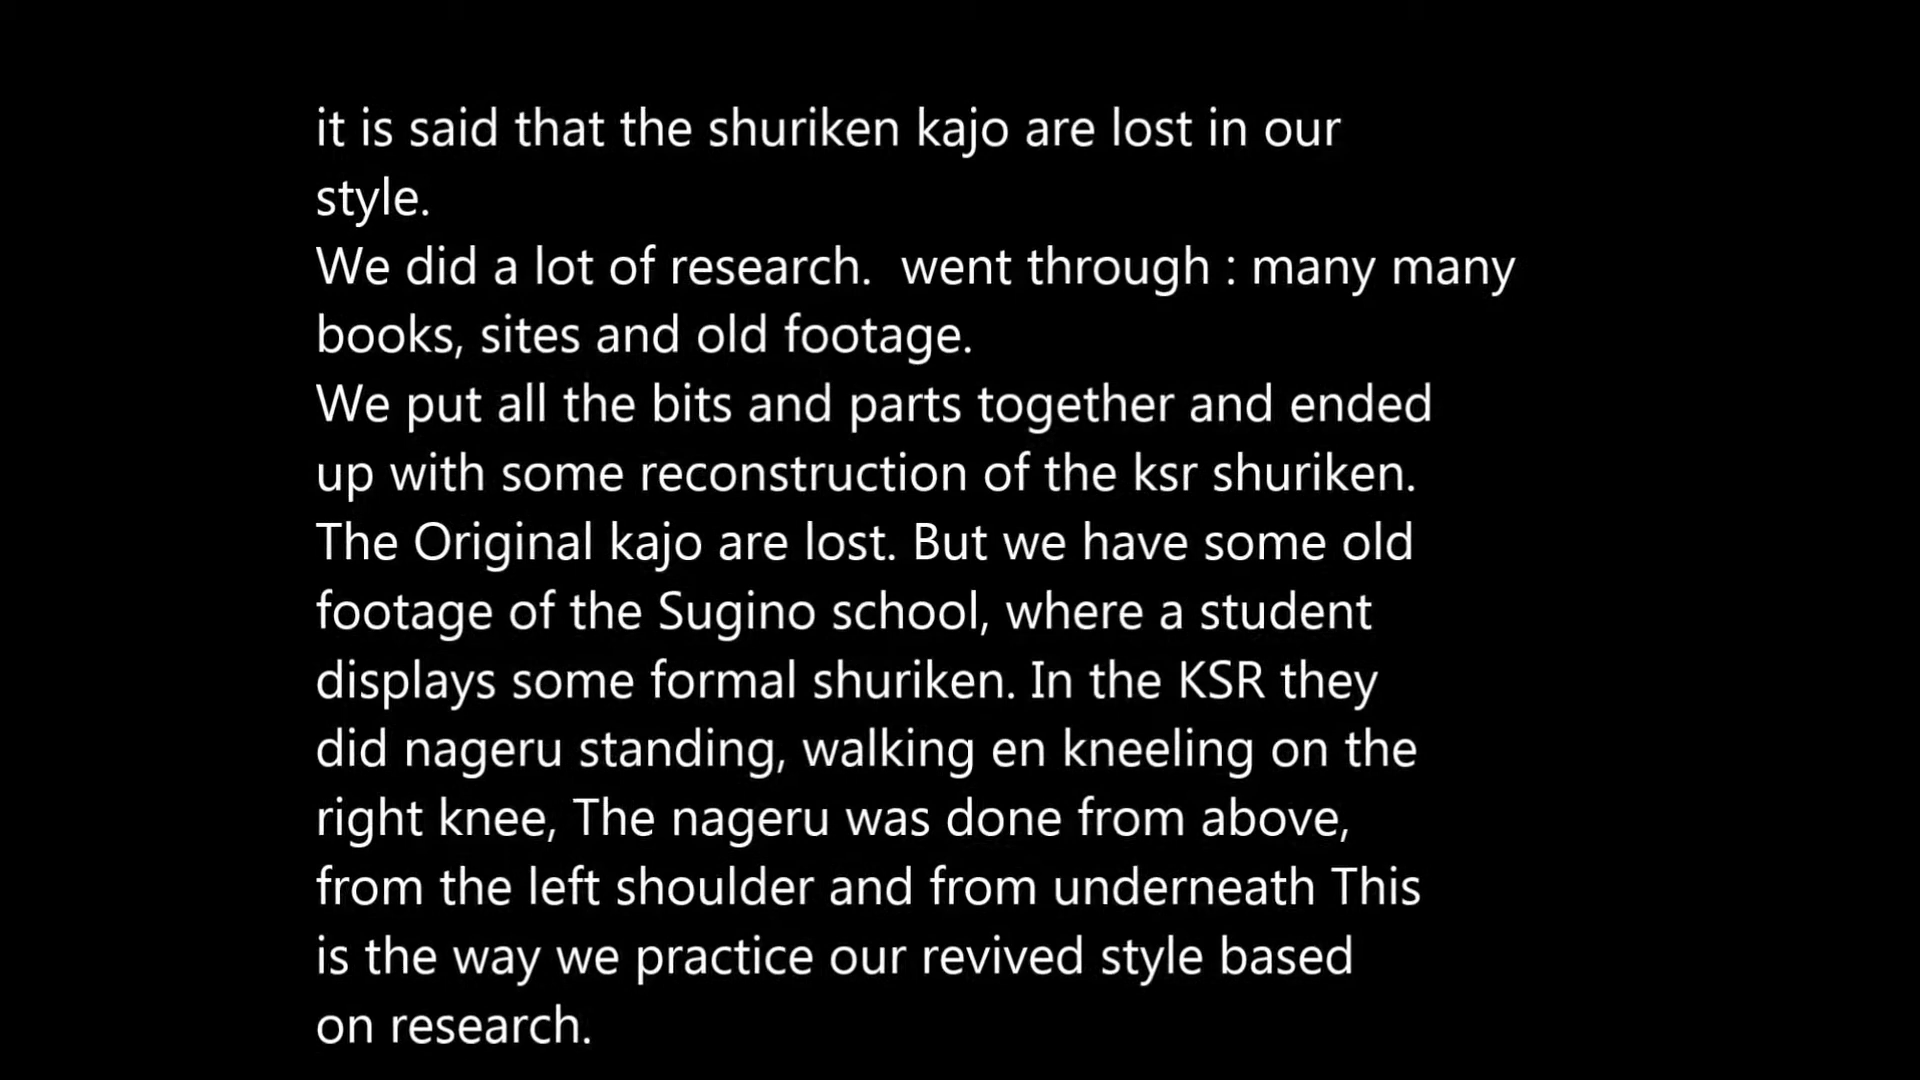 it is said that the shuriken kajo are lost in our
style.
We did a lot of research.  went through : many many
books, sites and old footage.
We put all the bits and parts together and ended
up with some reconstruction of the ksr shuriken.
The Original kajo are lost. But we have some old
footage of the Sugino school, where a student
displays some formal shuriken. In the KSR they
did nageru standing, walking en kneeling on the
right knee, The nageru was done from above,
from the left shoulder and from underneath This
is the way we practice our revived style based
on research.